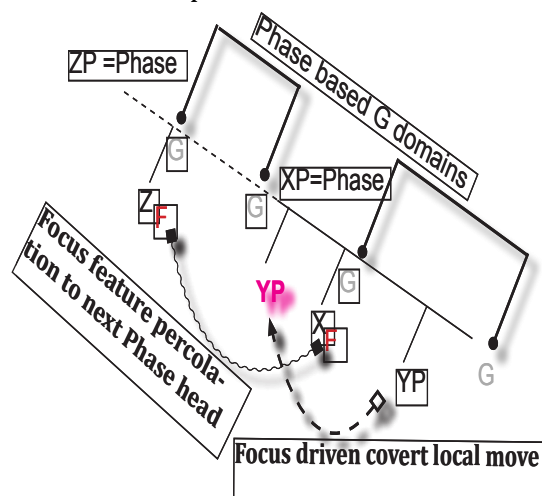 ZP =Phase
Phase based G domains
G
XP=Phase
G
Z
F
G
YP
X
F
YP
G
Focus feature percola-
tion to next Phase head
Focus driven covert local move